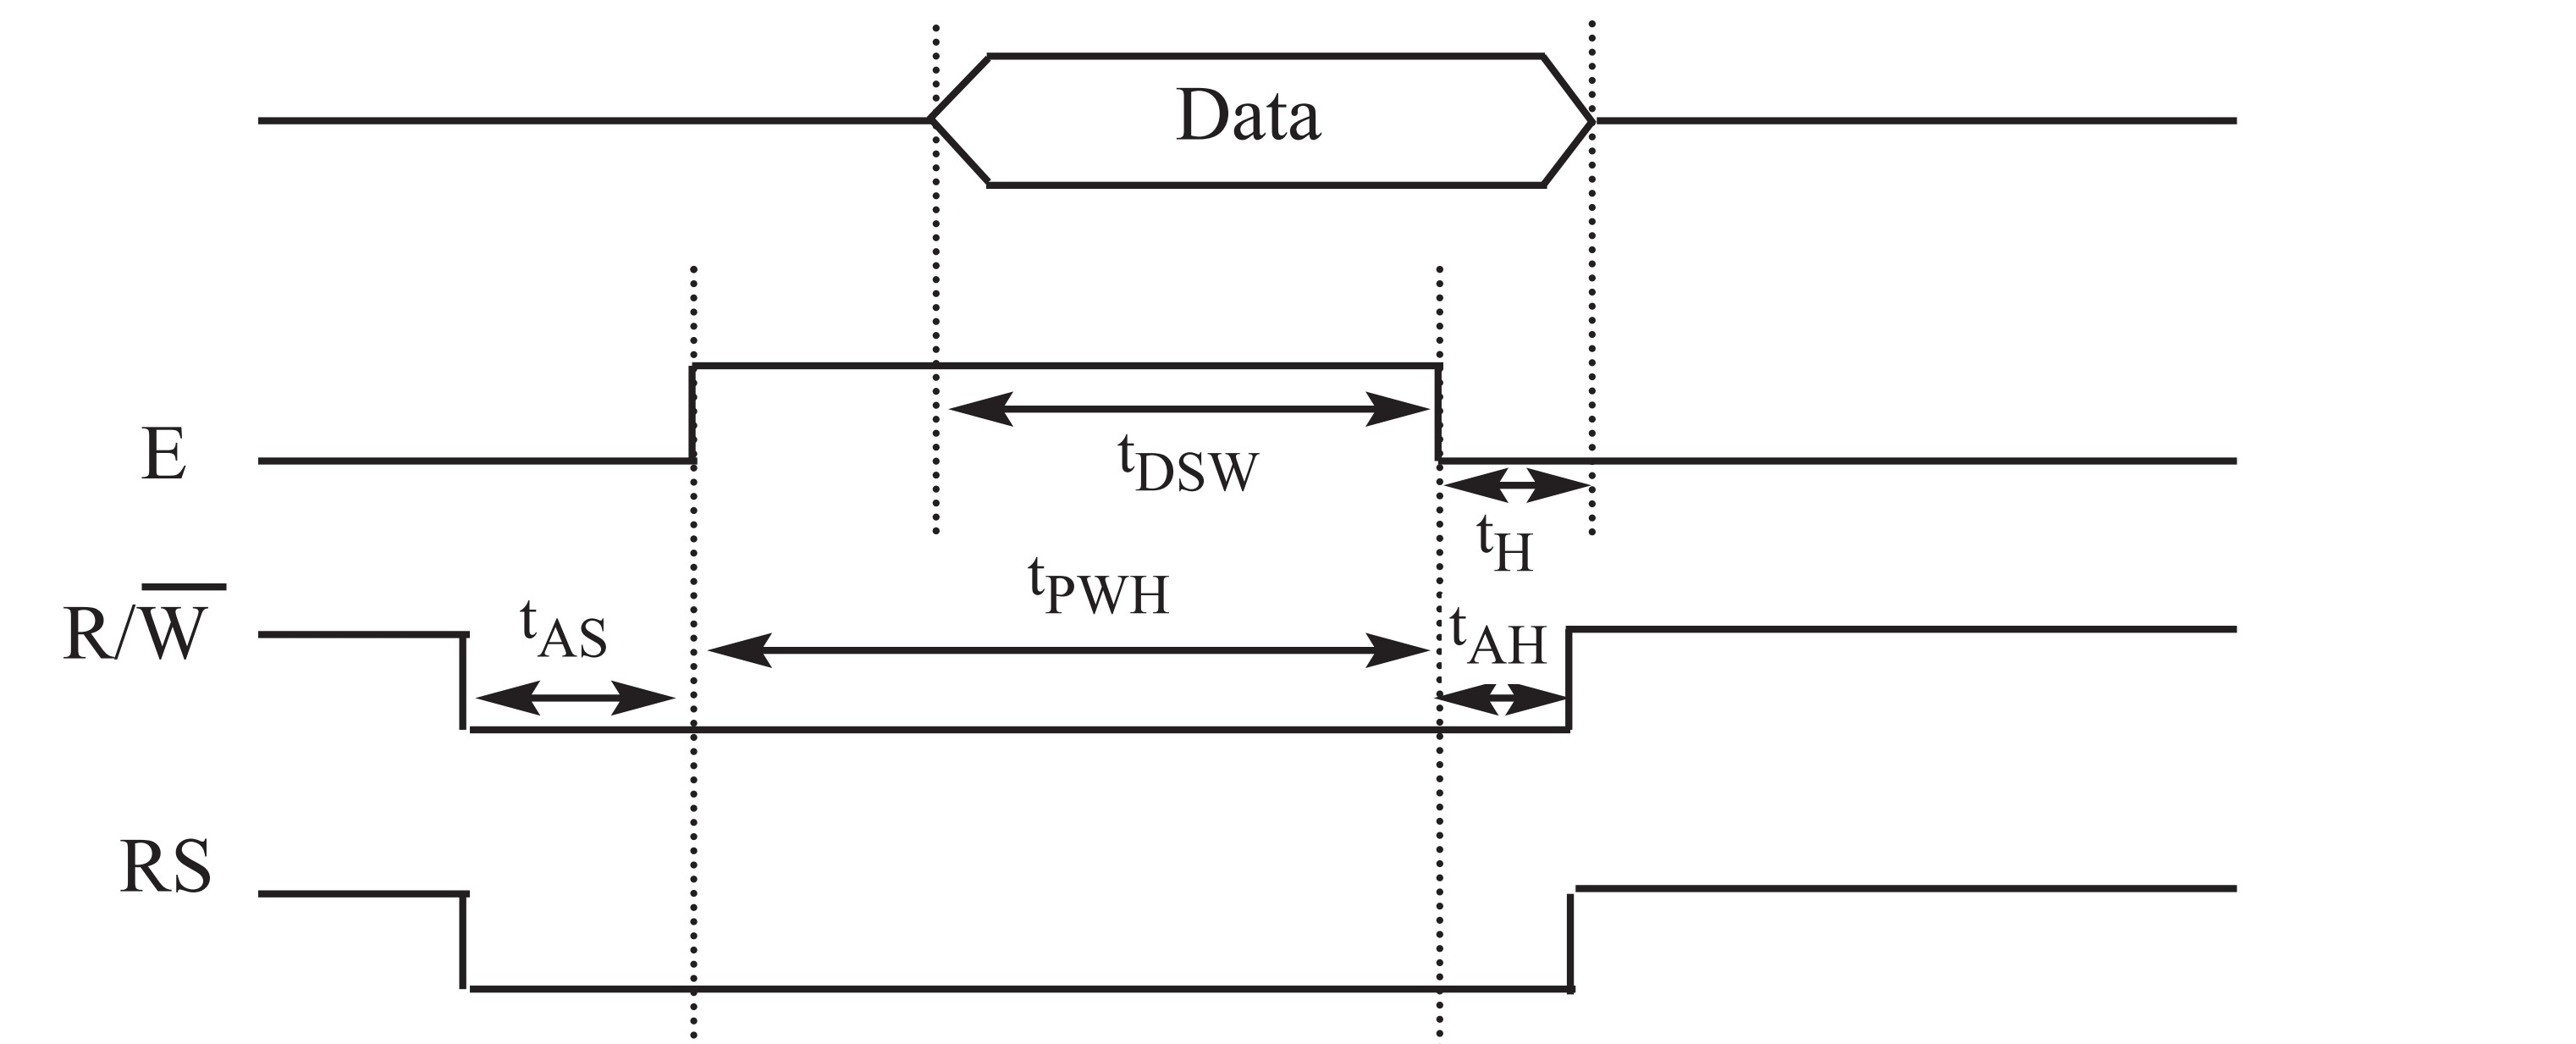 Data
E
tDSW
tH
tPWH
R/W̅
tAS
tAH
RS